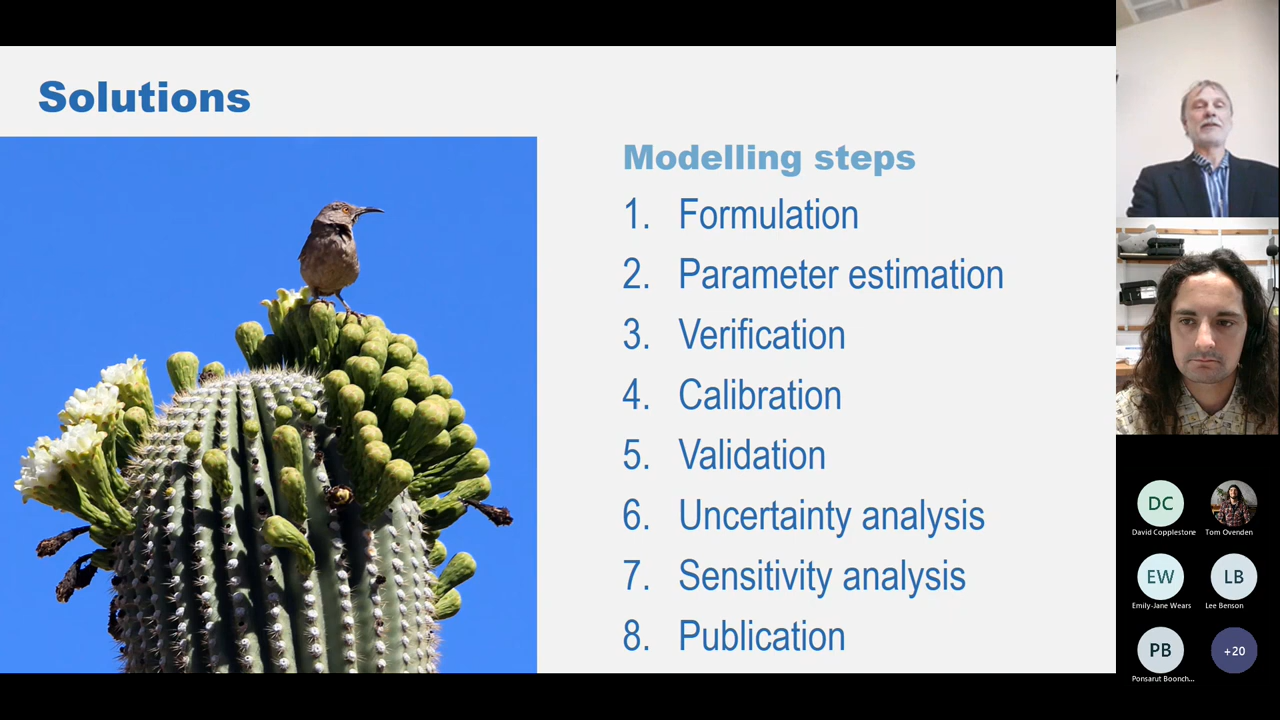 Solutions
Modelling steps
1. Formulation
2. Parameter estimation
3. Verification
4. Calibration
5. Validation
6. Uncertainty analysis
7. Sensitivity analysis
8. Publication
DC
David Copplestone
Tom Ovenden
EW
Emily-Jane Wears
LB
Lee Benson
PB
Ponsarut Boonch...
+20